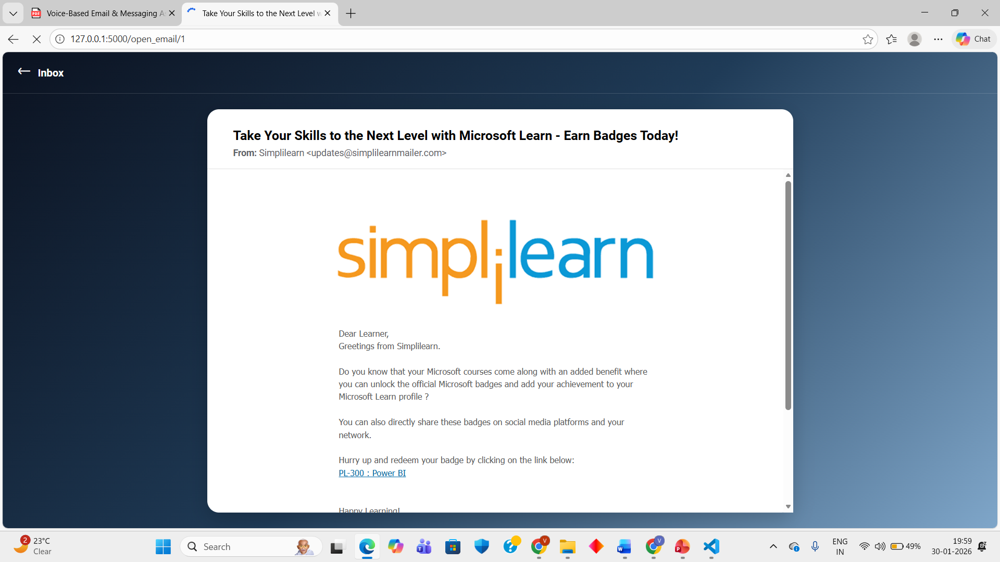 Voice-Based Email & Messaging As
Take Your Skills to the Next Level w
127.0.0.1:5000/open_email/1
Chat
Inbox
Take Your Skills to the Next Level with Microsoft Learn - Earn Badges Today!
From: Simplilearn <updates@simplilearnmailer.com>
simplilearn
Dear Learner,
Greetings from Simplilearn.
Do you know that your Microsoft courses come along with an added benefit where
you can unlock the official Microsoft badges and add your achievement to your
Microsoft Learn profile ?
You can also directly share these badges on social media platforms and your
network.
Hurry up and redeem your badge by clicking on the link below:
PL-300 : Power BI
Happy Learning!
2
23°C
Clear
Search
ENG
IN
49%
19:59
30-01-2026